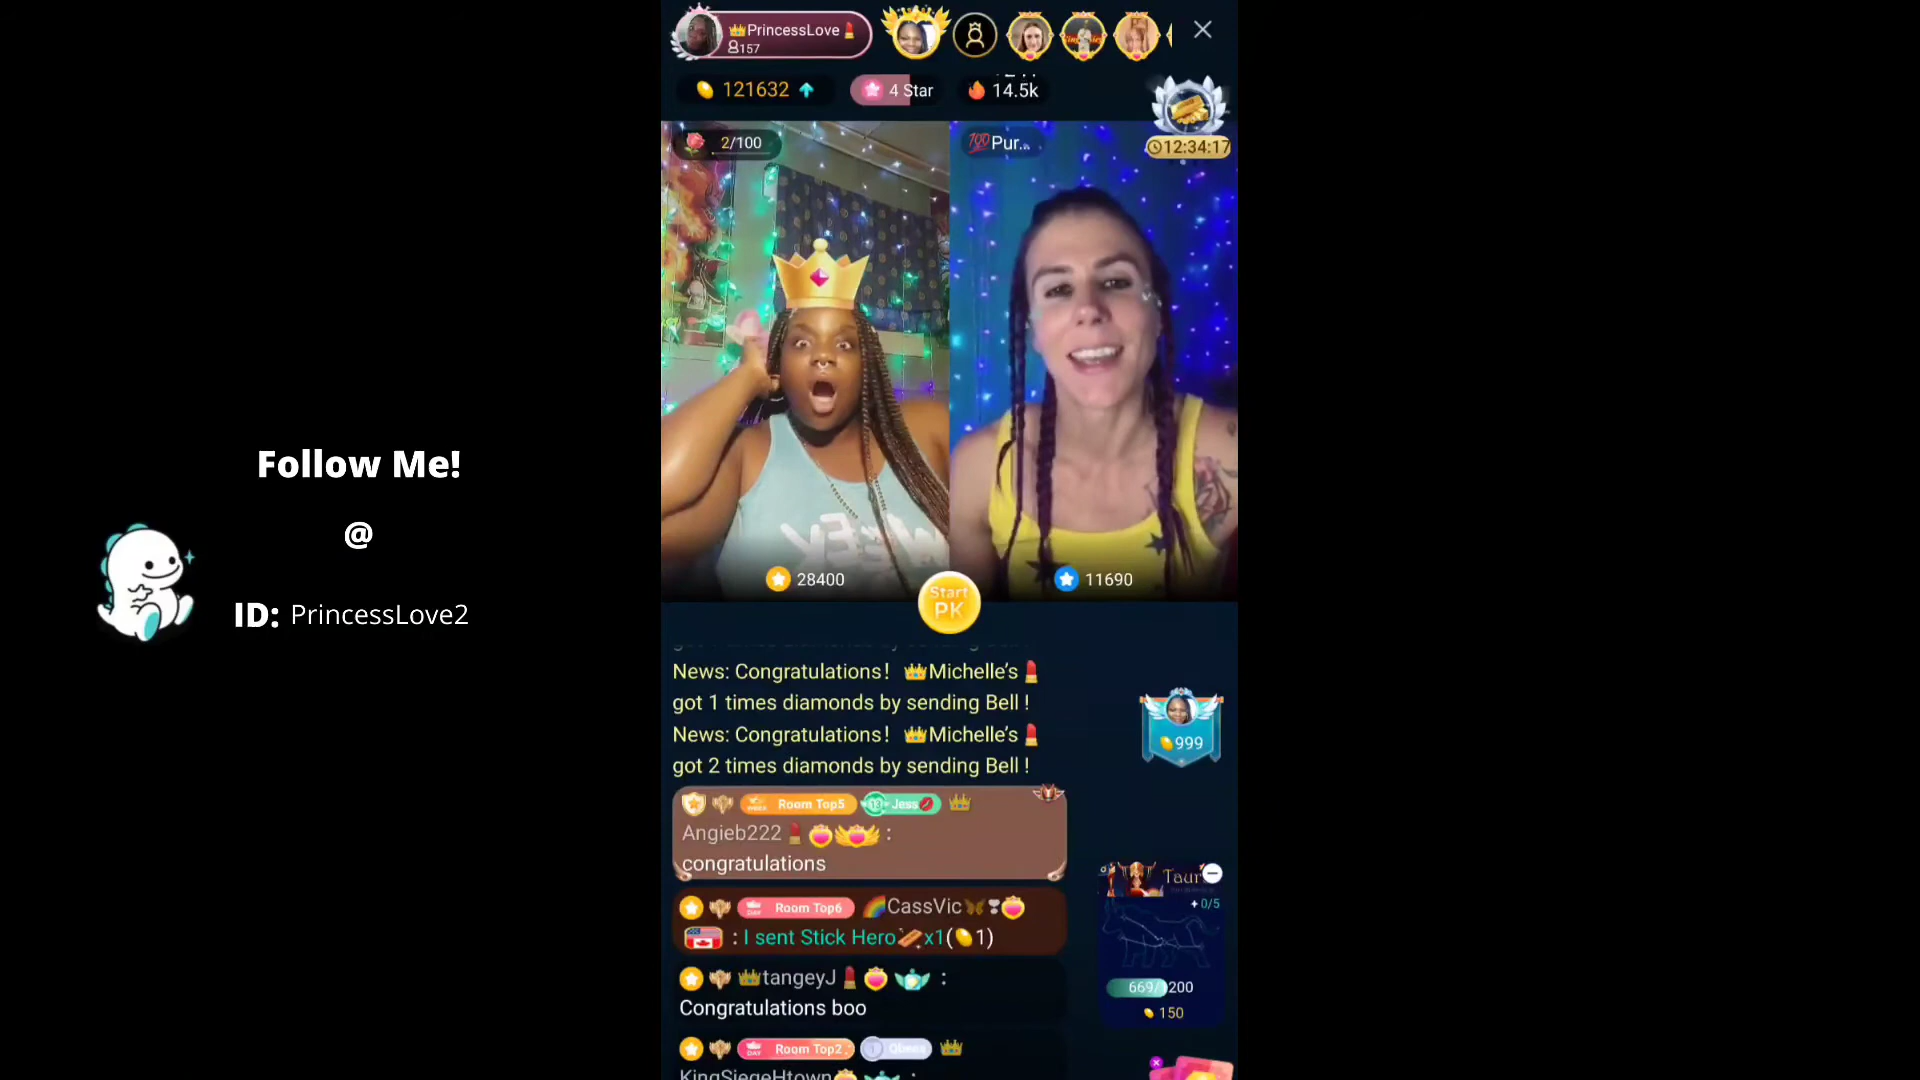 PrincessLove
157
121632
4 Star
14.5k
2/100
Pur...
12:34:17
Follow Me!
@
ID: PrincessLove2
28400
11690
Start
PK
News: Congratulations! Michelle's
got 1 times diamonds by sending Bell !
News: Congratulations! Michelle's
got 2 times diamonds by sending Bell !
999
Room Top5 13 Jess
Angieb222 :
congratulations
Room Top6 CassVic
: I sent Stick Hero x1( 1)
tangeyJ :
Congratulations boo
Room Top2
KingSiegeHtown :
Taur
0/5
669/1200
150